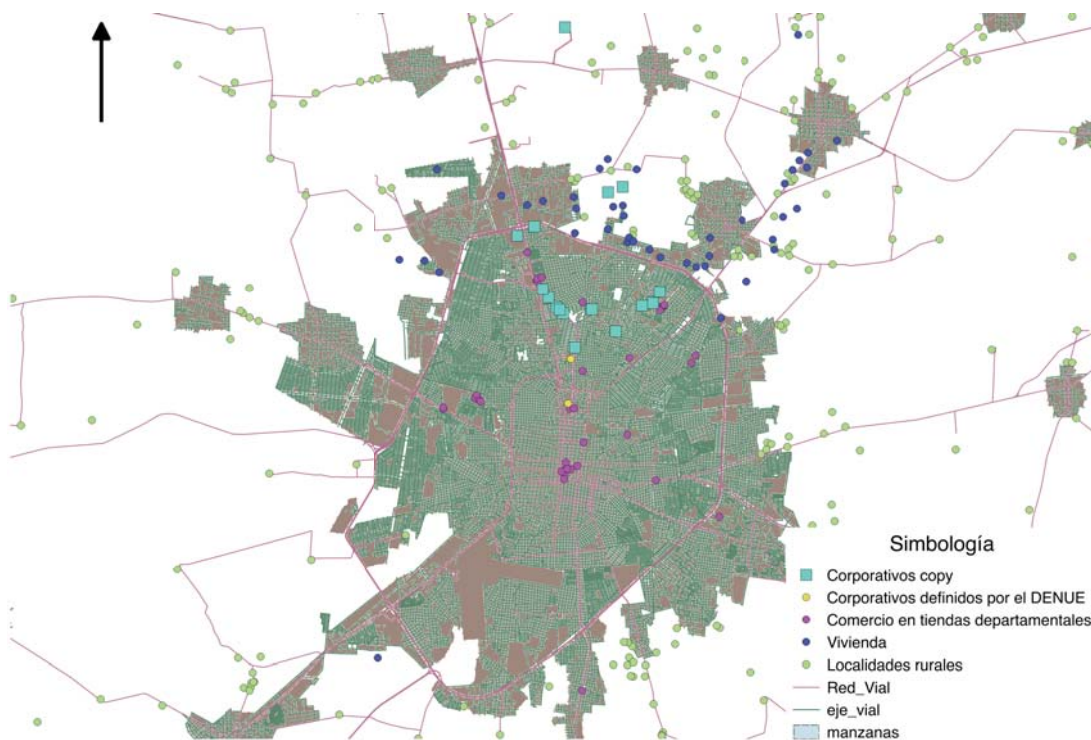 Simbología
Corporativos copy
Corporativos definidos por el DENUE
Comercio en tiendas departamentales
Vivienda
Localidades rurales
Red_Vial
eje_vial
manzanas